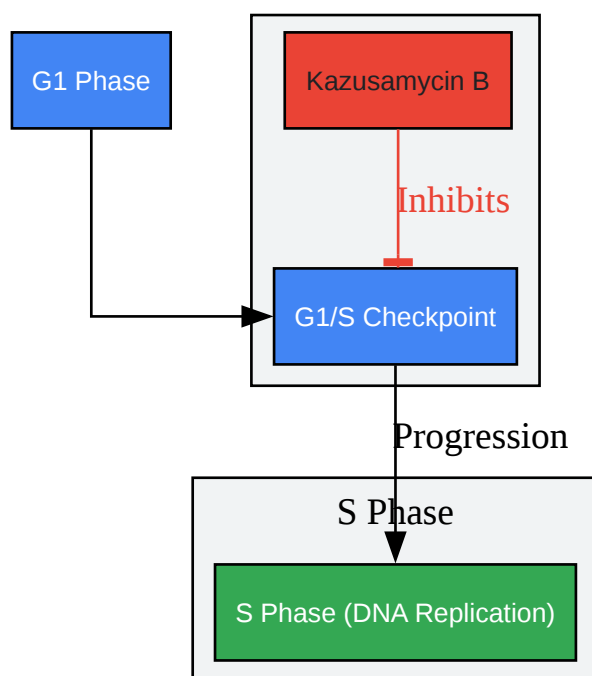 G1 Phase
Kazusamycin B
Inhibits
G1/S Checkpoint
Progression
S Phase
S Phase (DNA Replication)